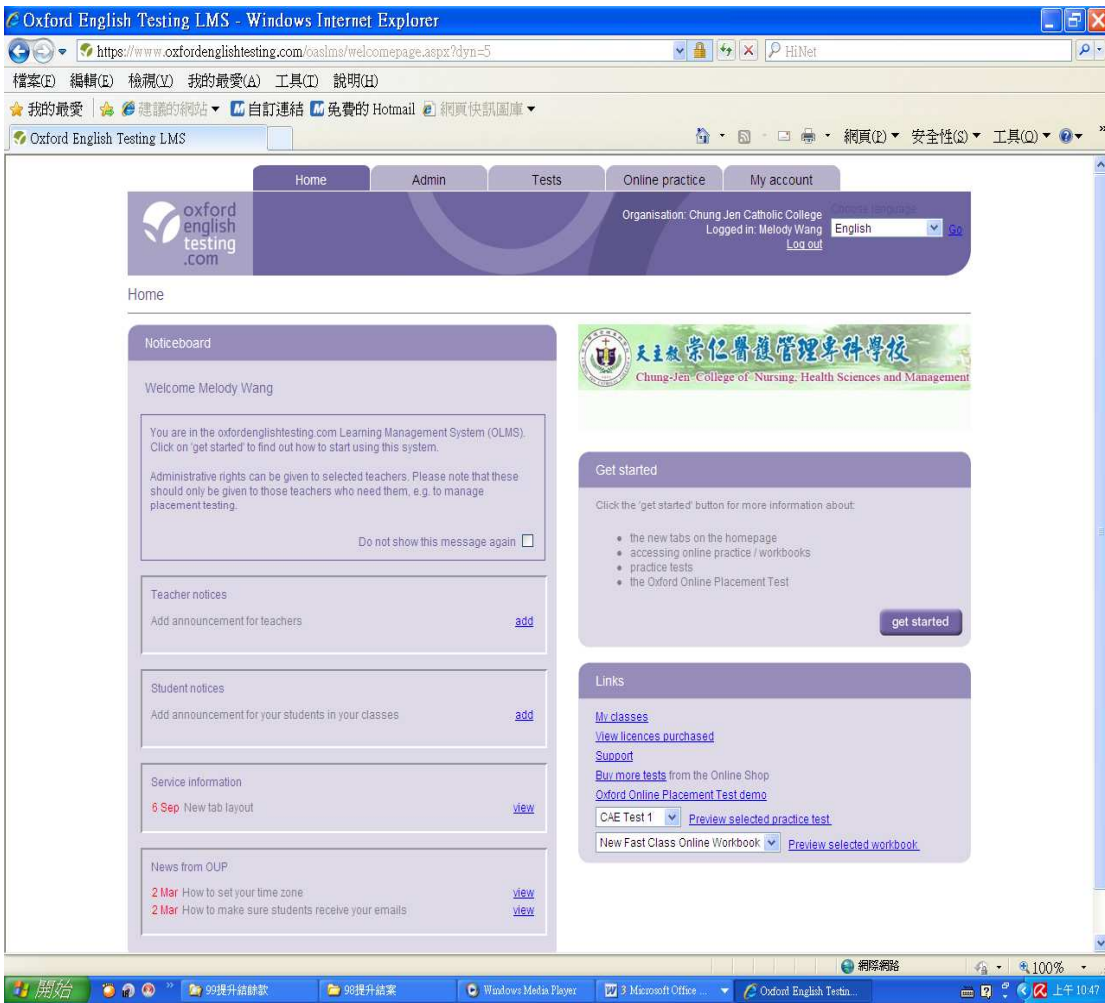 Oxford English Testing LMS - Windows Internet Explorer
https://www.oxfordenglishtesting.com/oaslms/welcomepage.aspx?dyn=5
HiNet
檔案(F) 編輯(E) 檢視(V) 我的最愛(A) 工具(T) 說明(H)
我的最愛 建議的網站 自訂連結 免費的 Hotmail 網頁快訊圖庫
Oxford English Testing LMS
網頁(P) 安全性(S) 工具(O)
Home Admin Tests Online practice My account
oxford
english
testing
.com
Organisation: Chung Jen Catholic College
Logged in: Melody Wang
Log out
Choose language
English Go
Home
Noticeboard
Welcome Melody Wang
You are in the oxfordenglishtesting.com Learning Management System (OLMS).
Click on 'get started' to find out how to start using this system.
Administrative rights can be given to selected teachers. Please note that these
should only be given to those teachers who need them, e.g. to manage
placement testing.
Do not show this message again
Teacher notices
Add announcement for teachers add
Student notices
Add announcement for your students in your classes add
Service information
6 Sep New tab layout view
News from OUP
2 Mar How to set your time zone view
2 Mar How to make sure students receive your emails view
天主教崇仁醫護管理專科學校
Chung-Jen College of Nursing, Health Sciences and Management
Get started
Click the 'get started' button for more information about:
the new tabs on the homepage
accessing online practice / workbooks
practice tests
the Oxford Online Placement Test
get started
Links
My classes
View licences purchased
Support
Buy more tests from the Online Shop
Oxford Online Placement Test demo
CAE Test 1 Preview selected practice test.
New Fast Class Online Workbook Preview selected workbook.
網際網路 100%
開始 99提升結餘款 98提升結案 Windows Media Player 3 Microsoft Office ... Oxford English Testin... 上午 10:47